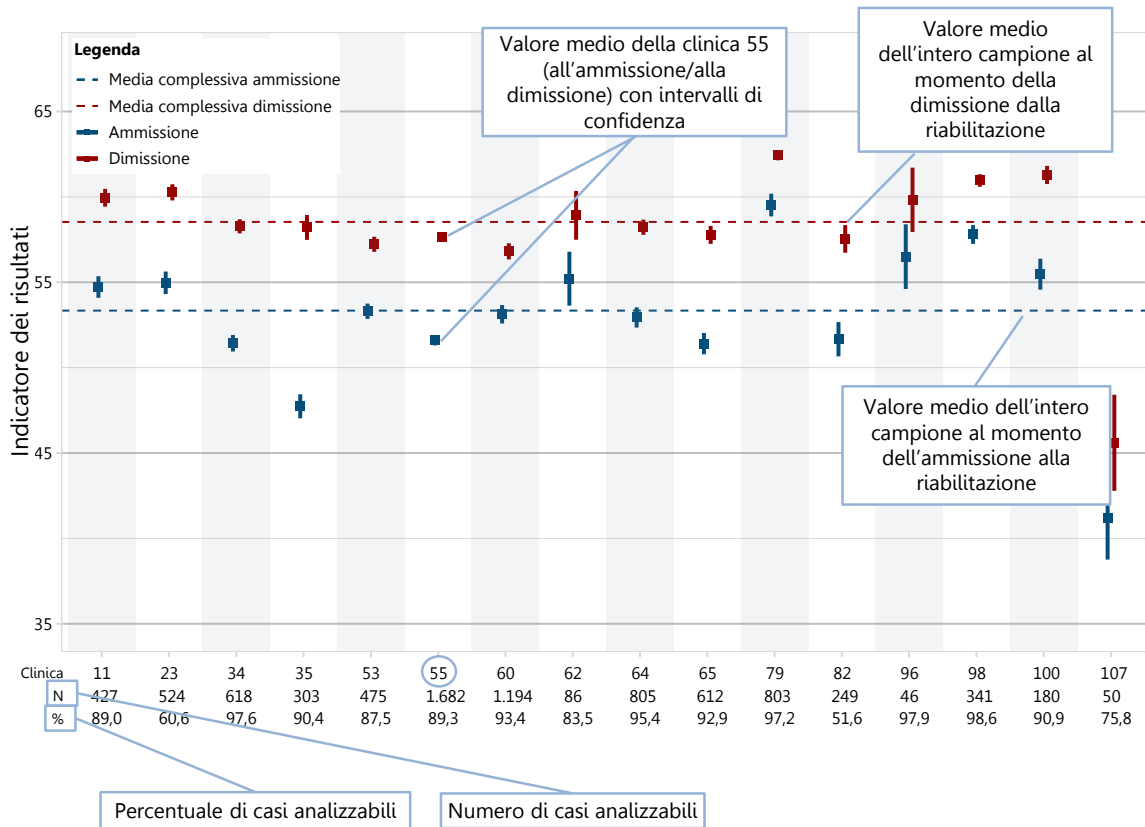 Legenda
Media complessiva ammissione
Media complessiva dimissione
Ammissione
Dimissione
Valore medio della clinica 55
(all'ammissione/alla
dimissione) con intervalli di
confidenza
Valore medio
dell'intero campione al
momento della
dimissione dalla
riabilitazione
Valore medio dell'intero
campione al momento
dell'ammissione alla
riabilitazione
Indicatore dei risultati
65
55
45
35
Clinica 11 23 34 35 53 55 60 62 64 65 79 82 96 98 100 107
N 427 524 618 303 475 1.682 1.194 86 805 612 803 249 46 341 180 50
% 89,0 60,6 97,6 90,4 87,5 89,3 93,4 83,5 95,4 92,9 97,2 51,6 97,9 98,6 90,9 75,8
Percentuale di casi analizzabili
Numero di casi analizzabili